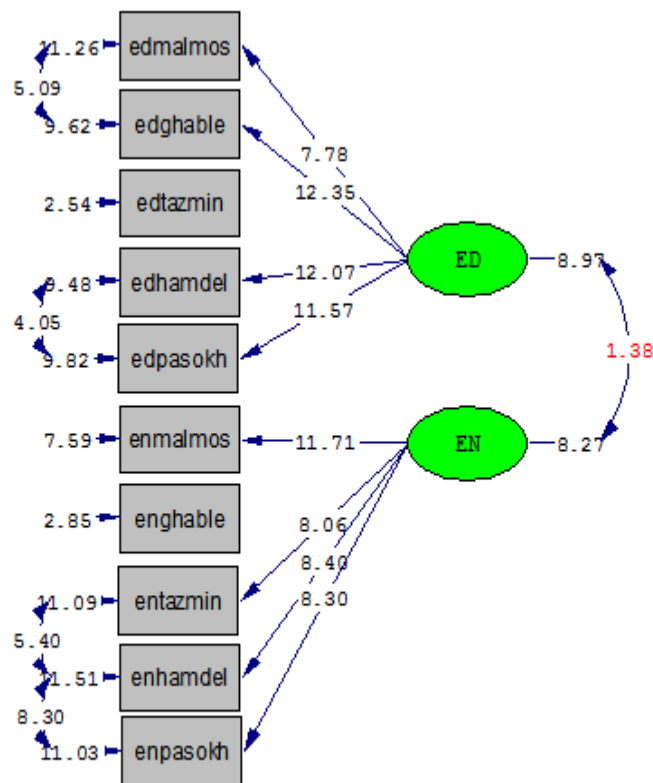 11.26 edmalmos
5.09
9.62 edghable
7.78
12.35
2.54 edtazmin
9.48 edhamdel
12.07
ED
8.97
4.05
11.57
9.82 edpasokh
1.38
7.59 enmalmos
11.71
EN
8.27
2.85 enghable
8.06
8.40
8.30
11.09 entazmin
5.40
11.51 enhamdel
8.30
11.03 enpasokh